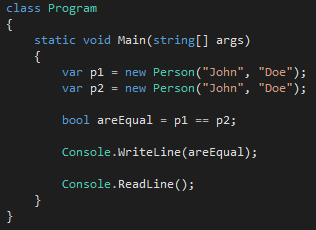 class Program
{
    static void Main(string[] args)
    {
        var p1 = new Person("John", "Doe");
        var p2 = new Person("John", "Doe");
        bool areEqual = p1 == p2;
        Console.WriteLine(areEqual);
        Console.ReadLine();
    }
}